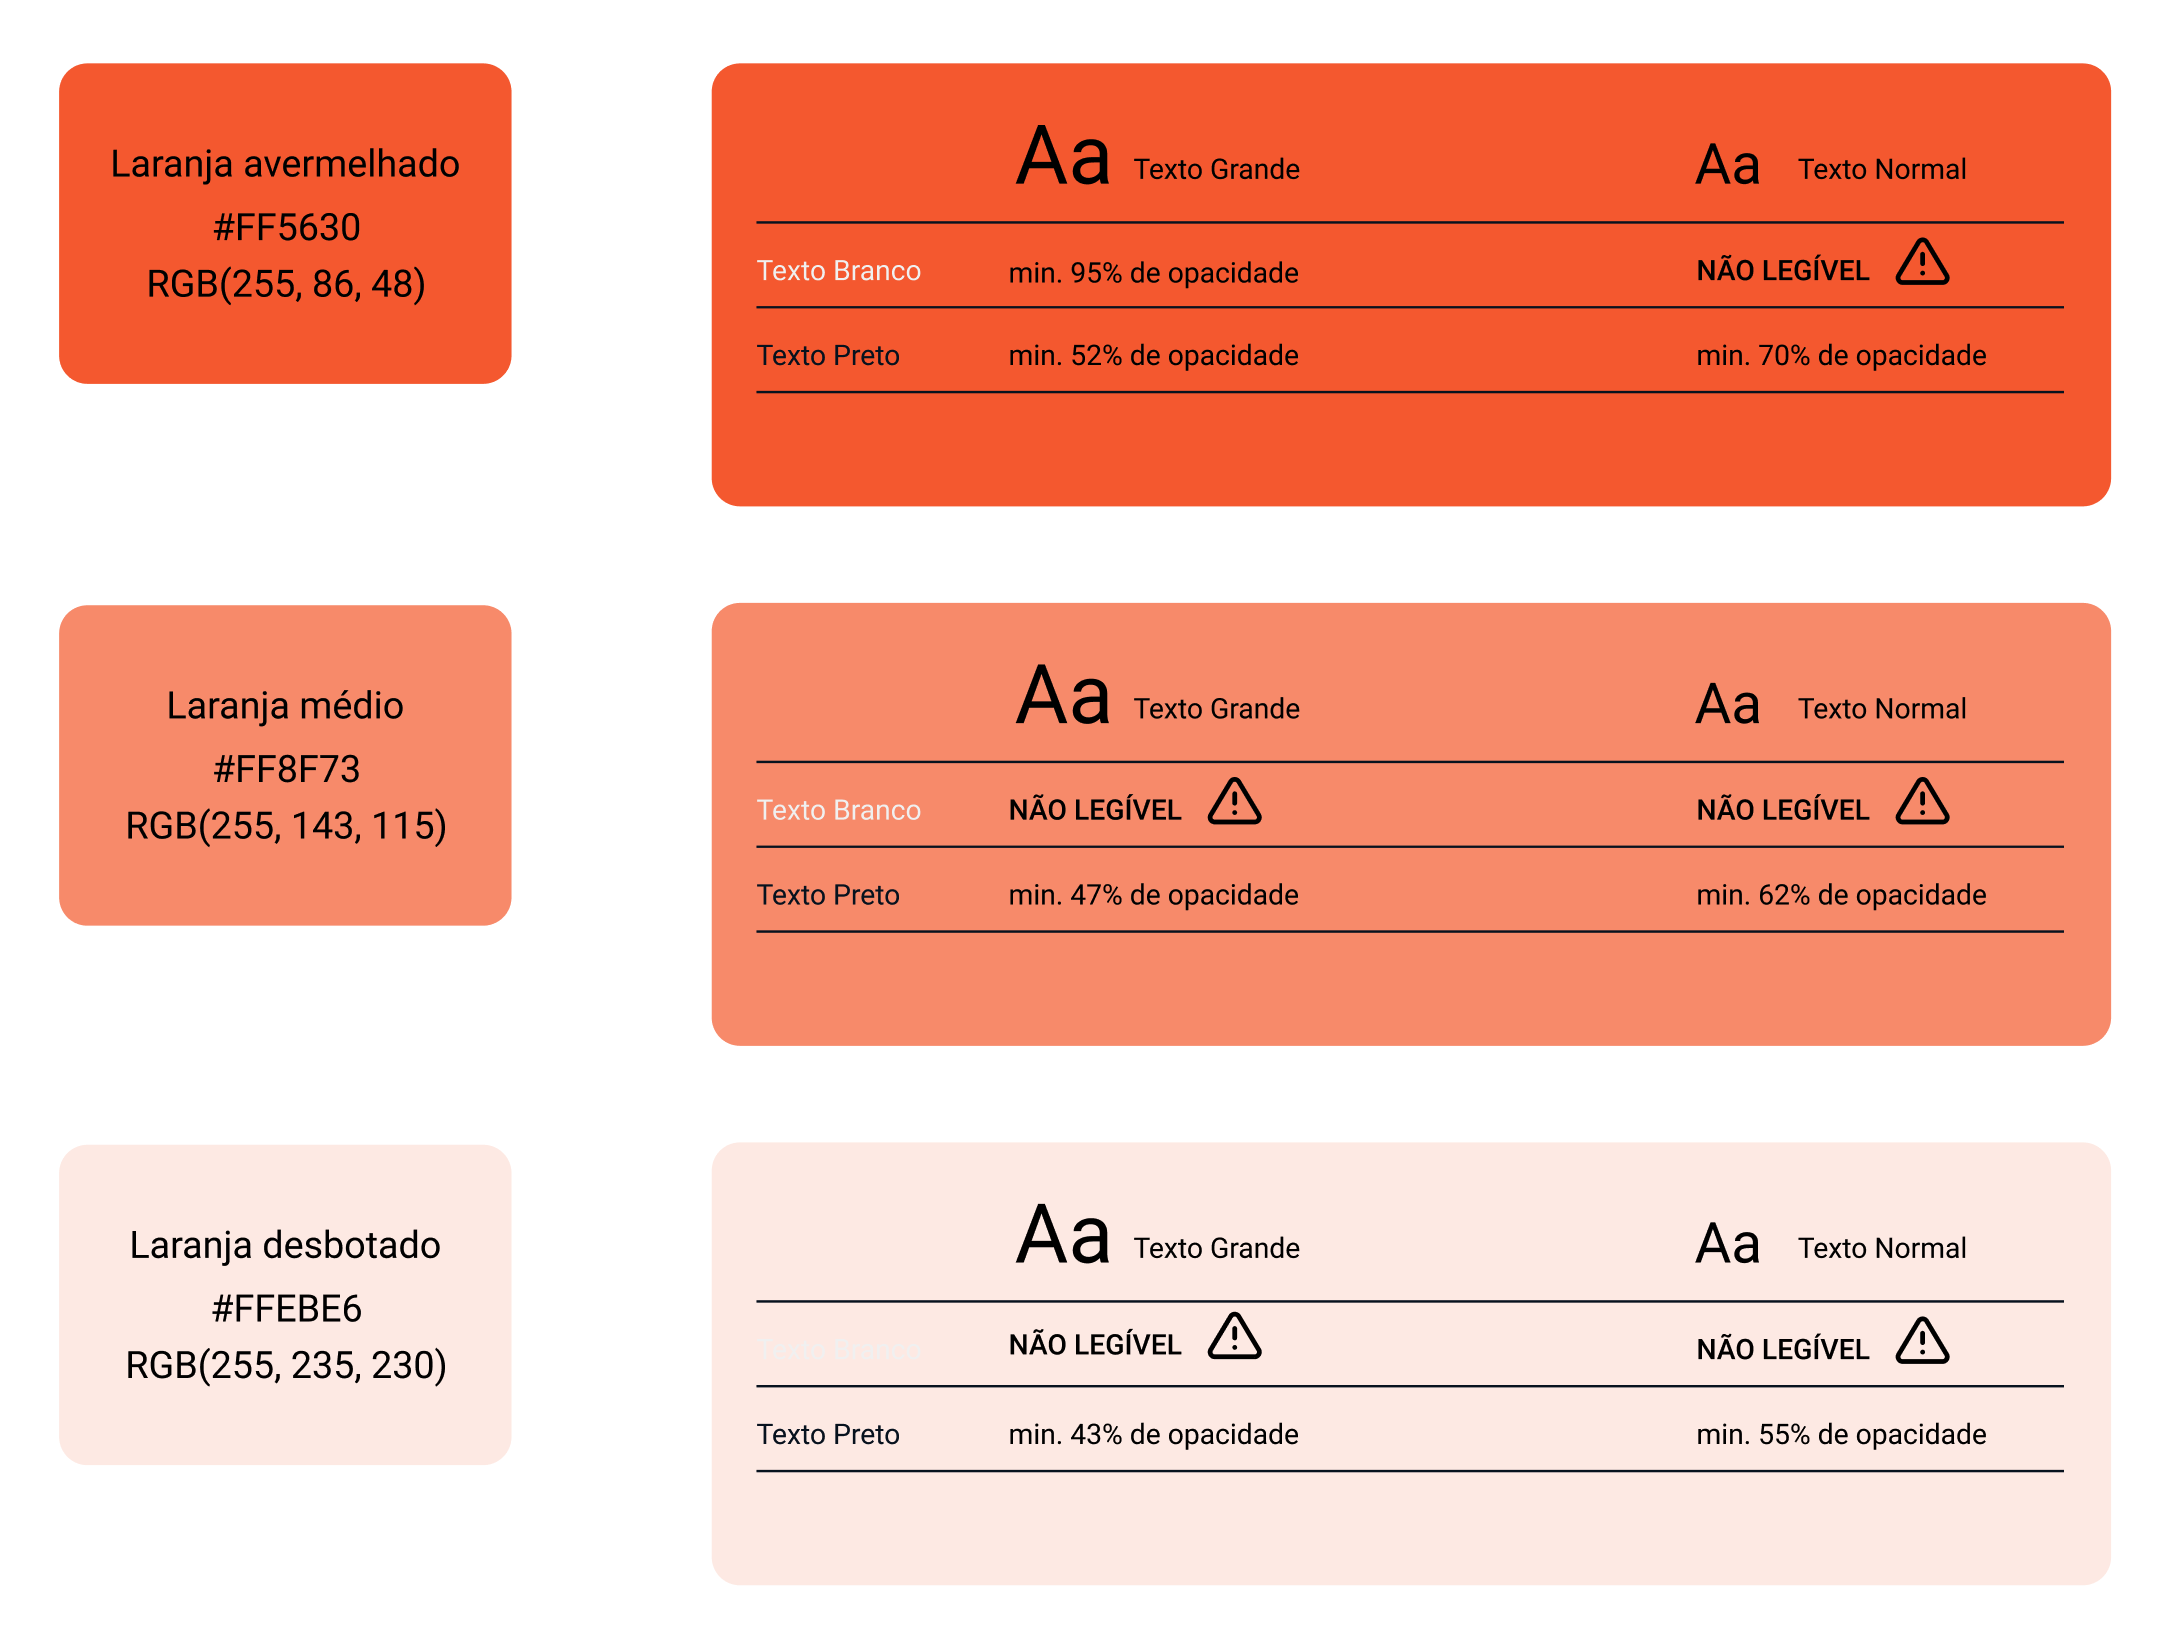 Laranja avermelhado
#FF5630
RGB(255, 86, 48)
Aa Texto Grande Aa Texto Normal
Texto Branco min. 95% de opacidade NÃO LEGÍVEL
Texto Preto min. 52% de opacidade min. 70% de opacidade
Laranja médio
#FF8F73
RGB(255, 143, 115)
Aa Texto Grande Aa Texto Normal
Texto Branco NÃO LEGÍVEL NÃO LEGÍVEL
Texto Preto min. 47% de opacidade min. 62% de opacidade
Laranja desbotado
#FFEBE6
RGB(255, 235, 230)
Aa Texto Grande Aa Texto Normal
Texto Branco NÃO LEGÍVEL NÃO LEGÍVEL
Texto Preto min. 43% de opacidade min. 55% de opacidade